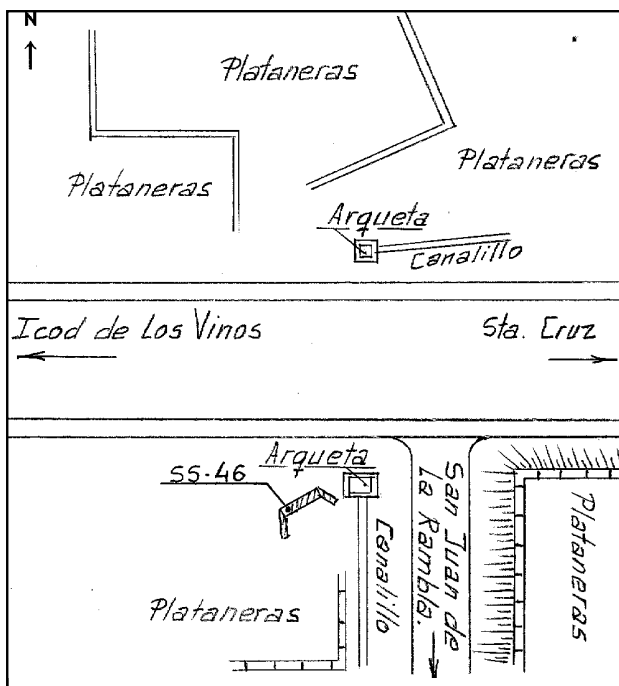 N
Plataneras
Plataneras
Plataneras
Arqueta
Canalillo
Icod de Los Vinos
Sta. Cruz
Arqueta
SS-46
Canalillo
San Juan de
La Rambla.
Plataneras
Plataneras